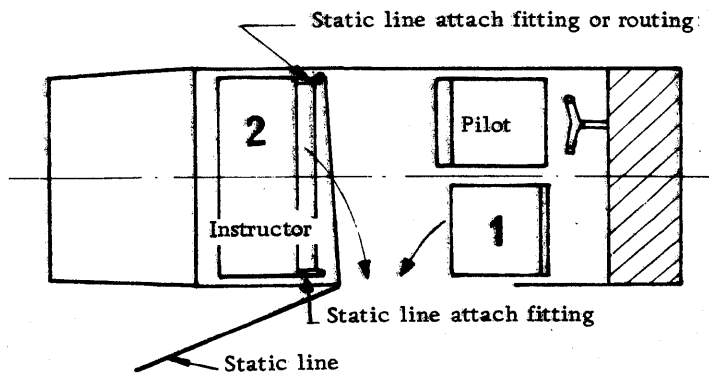 Static line attach fitting or routing
2
Pilot
1
Instructor
Static line attach fitting
Static line